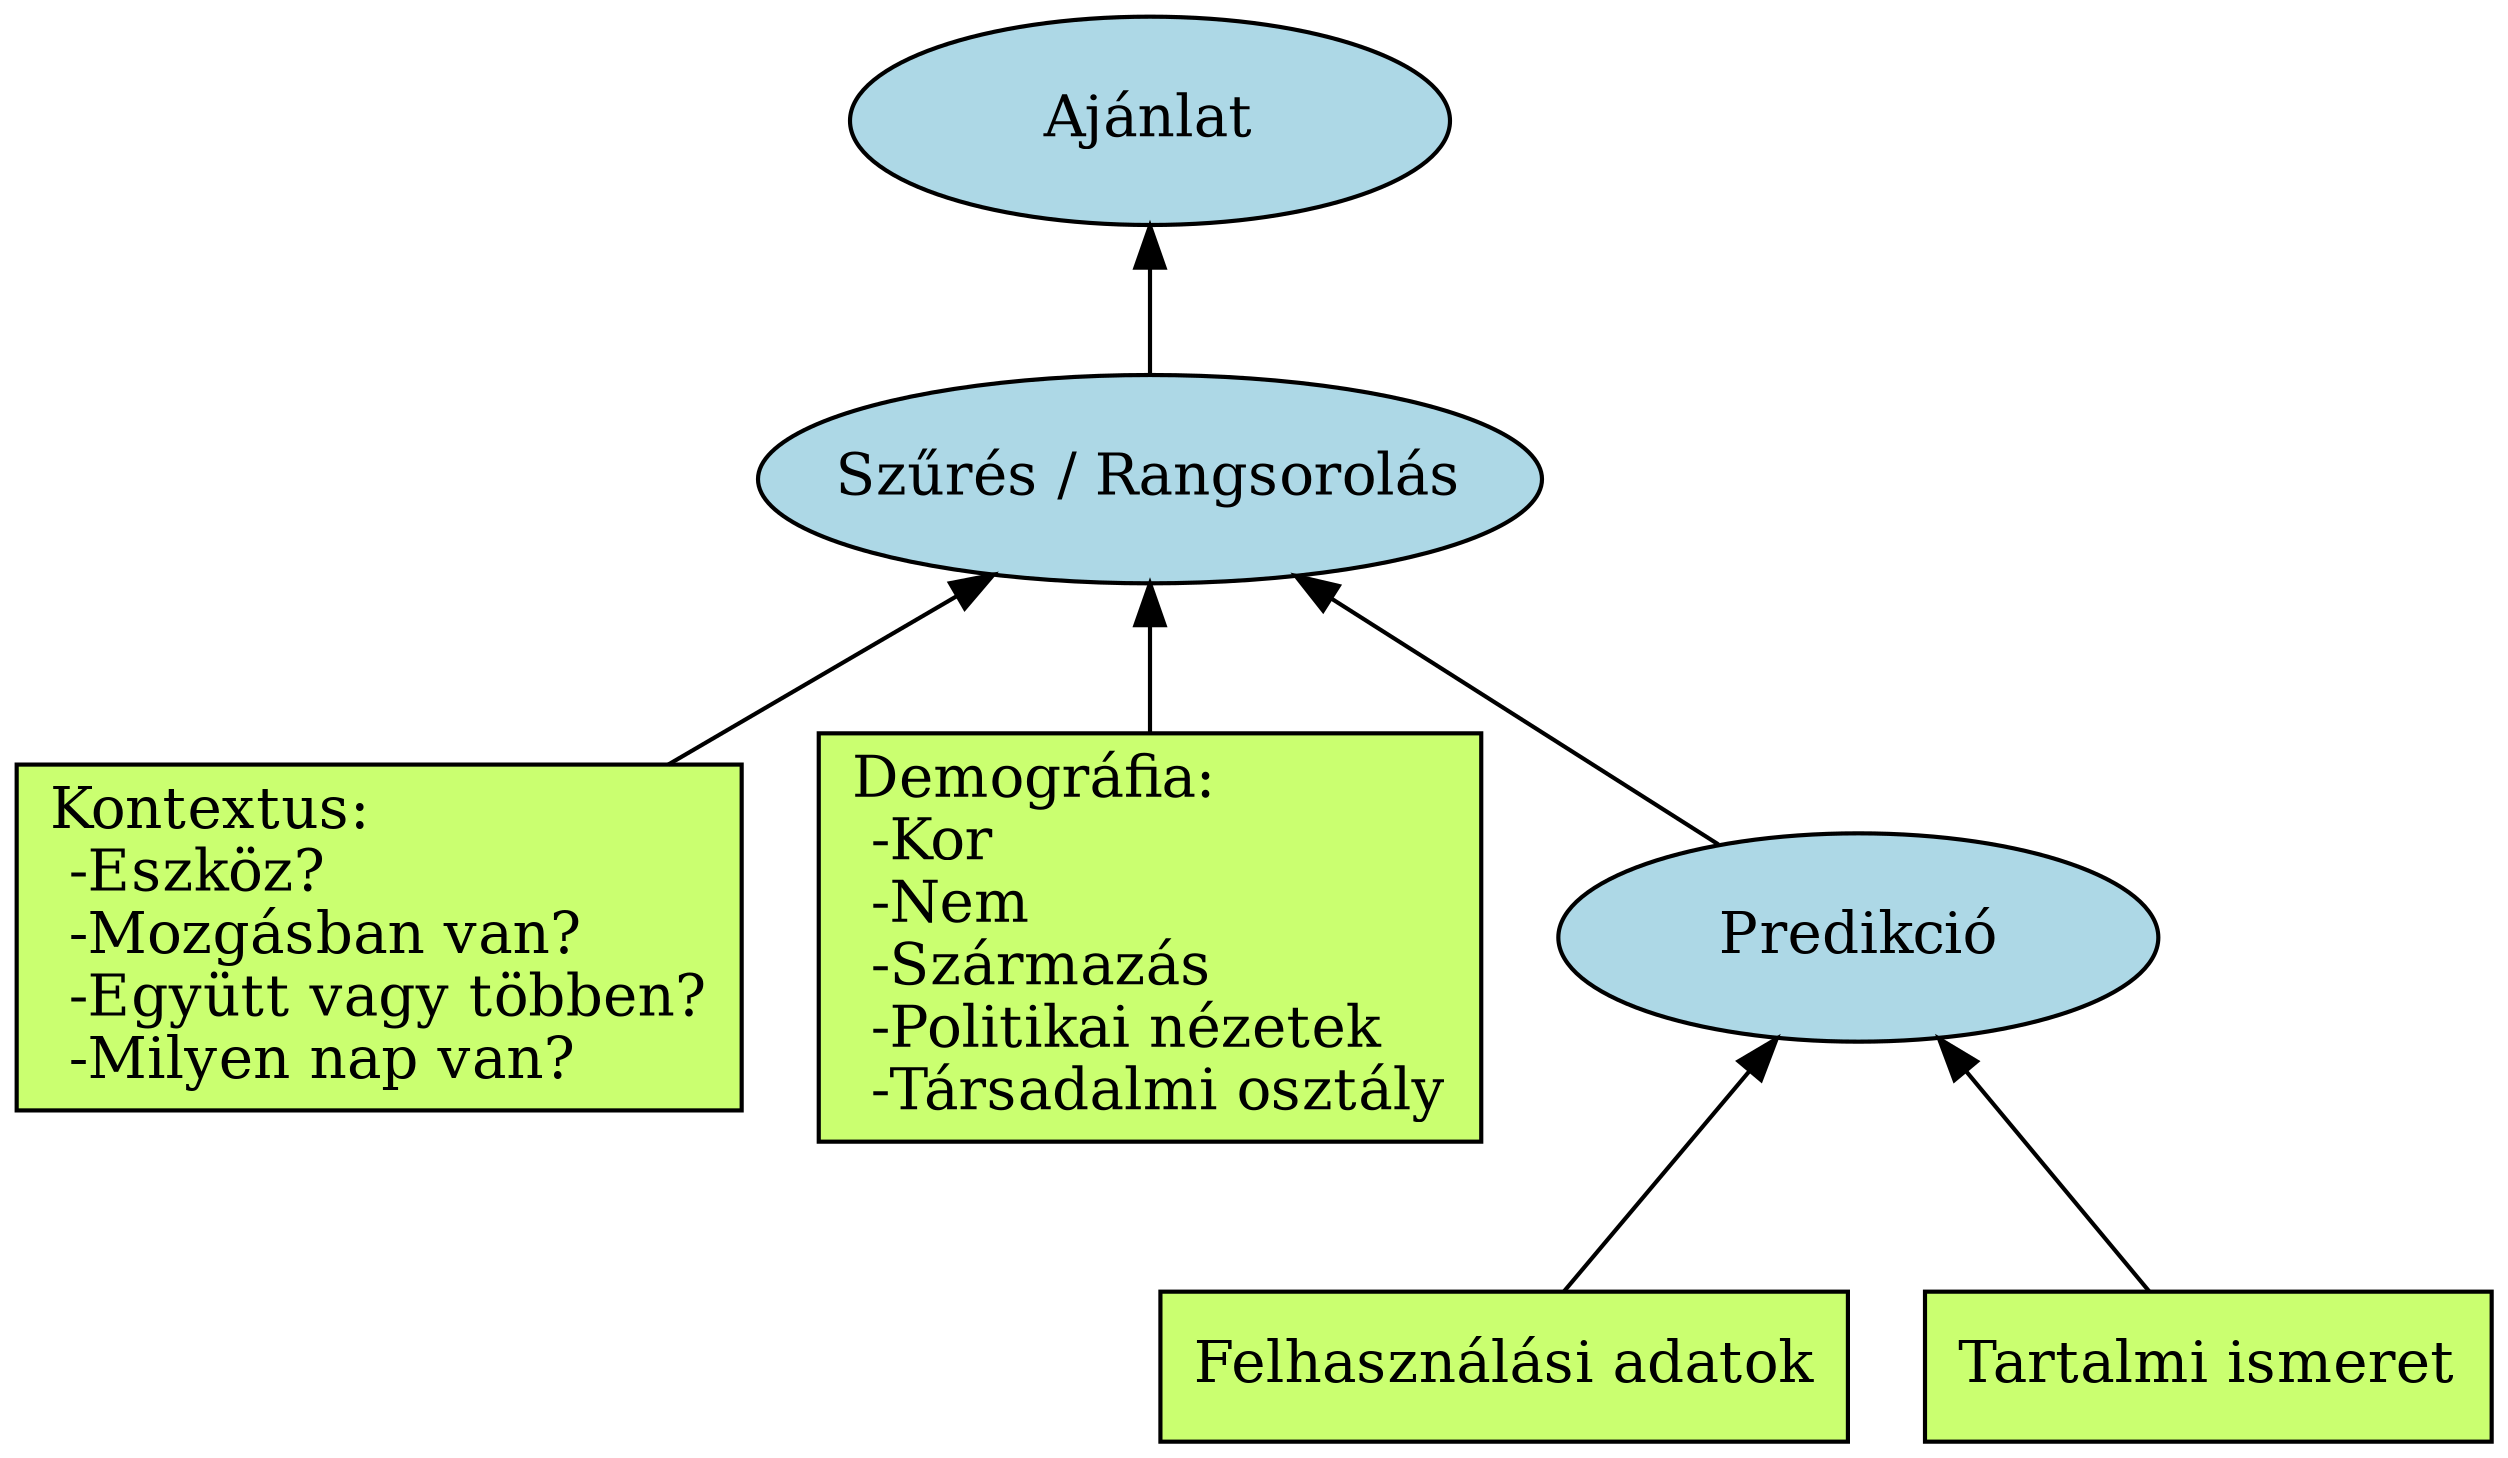 Ajánlat
Szűrés / Rangsorolás
Kontextus:
-Eszköz?
-Mozgásban van?
-Együtt vagy többen?
-Milyen nap van?
Demográfia:
-Kor
-Nem
-Származás
-Politikai nézetek
-Társadalmi osztály
Predikció
Felhasználási adatok
Tartalmi ismeret